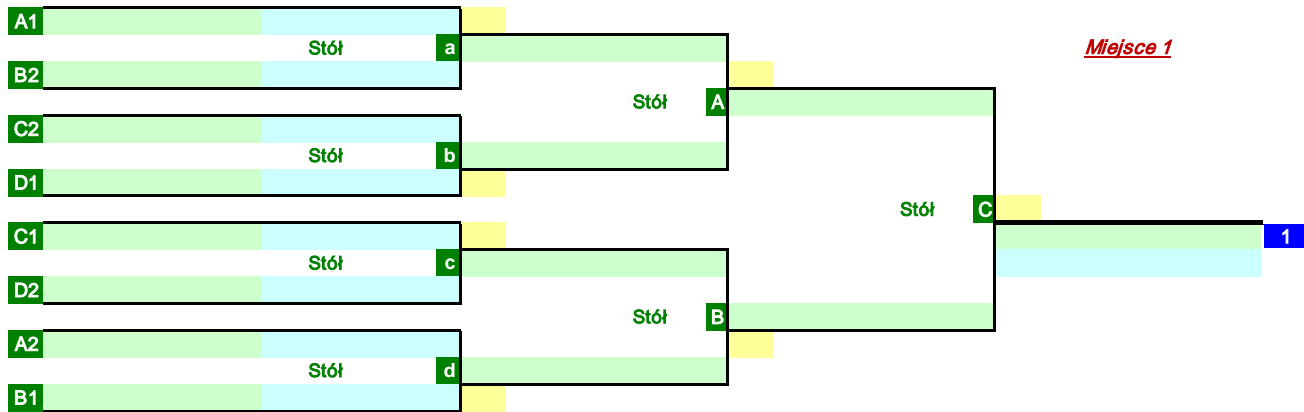 A1
Stół a
Miejsce 1
B2
Stół A
C2
Stół b
D1
Stół C
C1
1
Stół c
D2
Stół B
A2
Stół d
B1